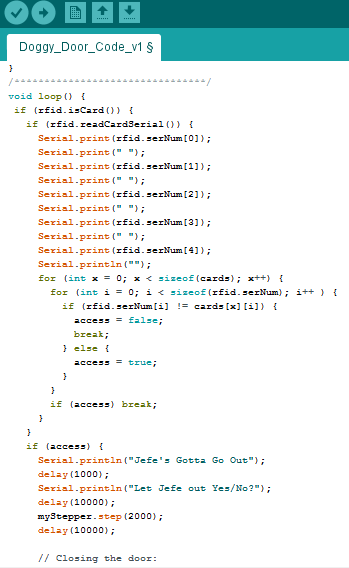 Doggy_Door_Code_v1 §
}
/********************************/
void loop() {
if (rfid.isCard()) {
if (rfid.readCardSerial()) {
Serial.print(rfid.serNum[0]);
Serial.print(" ");
Serial.print(rfid.serNum[1]);
Serial.print(" ");
Serial.print(rfid.serNum[2]);
Serial.print(" ");
Serial.print(rfid.serNum[3]);
Serial.print(" ");
Serial.print(rfid.serNum[4]);
Serial.println("");
for (int x = 0; x < sizeof(cards); x++) {
for (int i = 0; i < sizeof(rfid.serNum); i++ ) {
if (rfid.serNum[i] != cards[x][i]) {
access = false;
break;
} else {
access = true;
}
}
if (access) break;
}
}
if (access) {
Serial.println("Jefe's Gotta Go Out");
delay(1000);
Serial.println("Let Jefe out Yes/No?");
delay(10000);
myStepper.step(2000);
delay(10000);
// Closing the door: